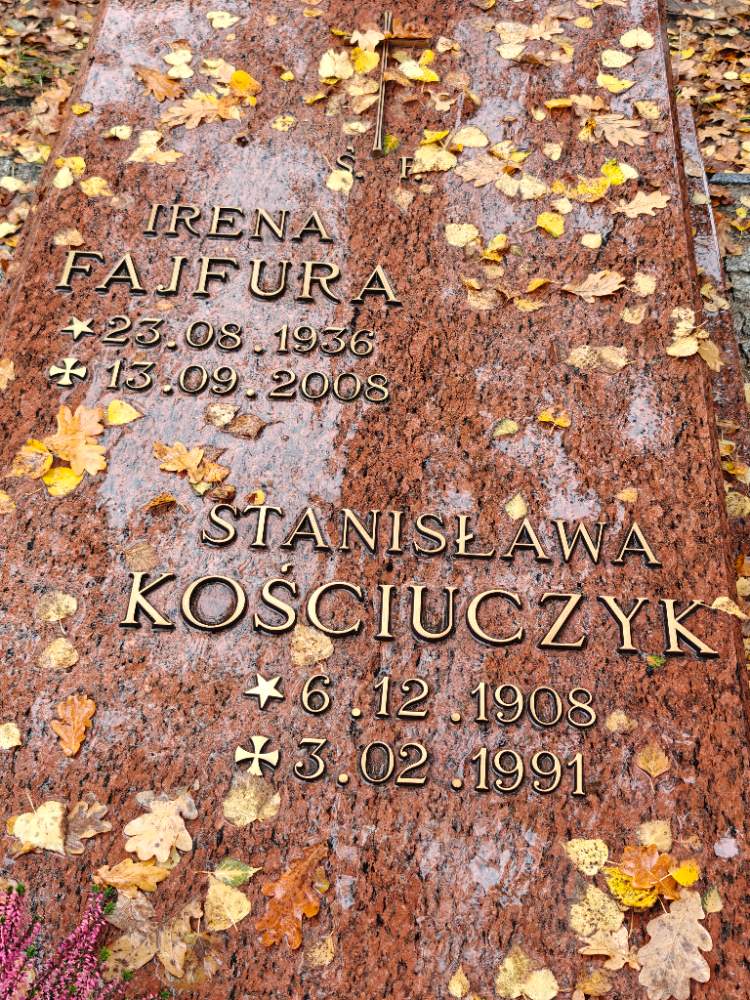 Ś. P.
IRENA
FAJFURA
23.08.1936
13.09.2008
STANISŁAWA
KOŚCIUCZYK
6.12.1908
3.02.1991